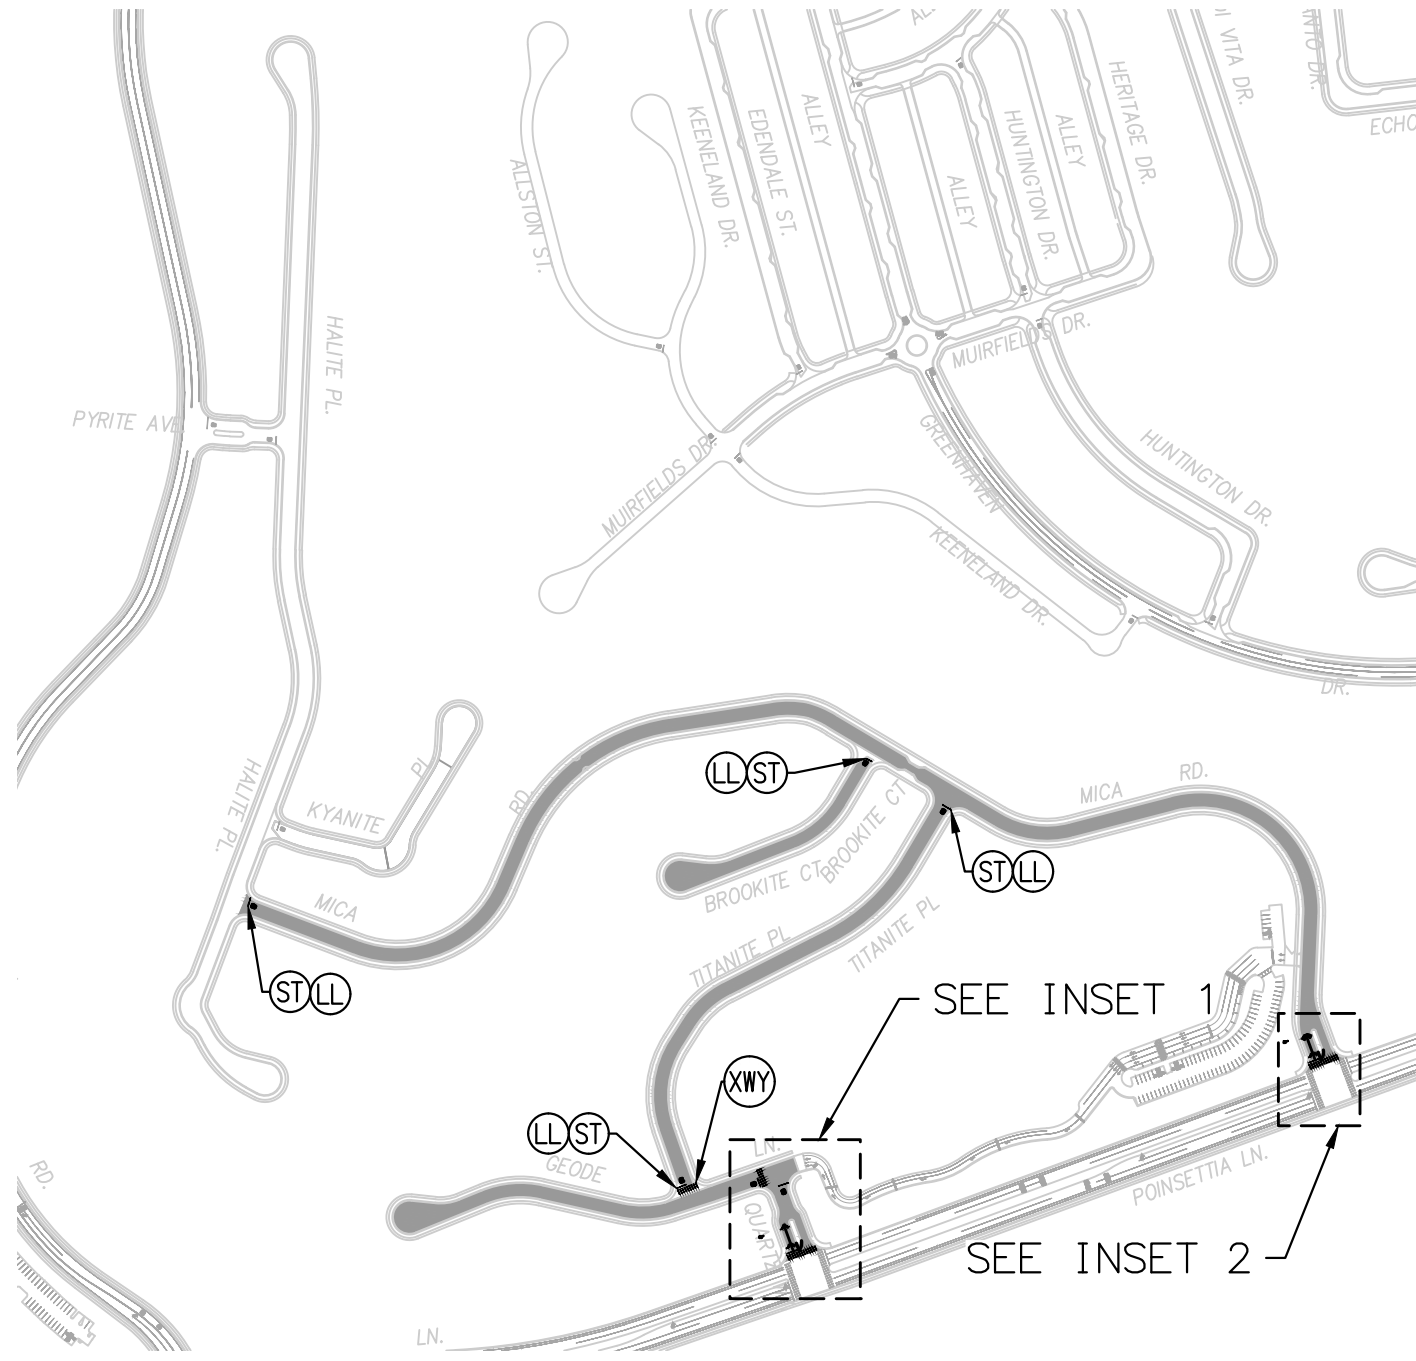 DI VITA DR.
ANTO DR.
ECHO
HERITAGE DR.
ALLEY
HUNTINGTON DR.
ALLEY
ALLEY
EDENDALE ST.
KEENELAND DR.
ALLSTON ST.
MUIRFIELDS DR.
HALITE PL.
PYRITE AVE.
GREENHAVEN
HUNTINGTON DR.
MUIRFIELDS DR.
KEENELAND DR.
DR.
HALITE PL.
KYANITE
PL
RD.
LL ST
MICA
RD.
BROOKITE CT
BROOKITE CT
ST LL
MICA
TITANITE PL
TITANITE PL
ST LL
SEE INSET 1
XWY
LL ST
GEODE
LN.
QUARTZ
POINSETTIA LN.
RD.
SEE INSET 2
LN.